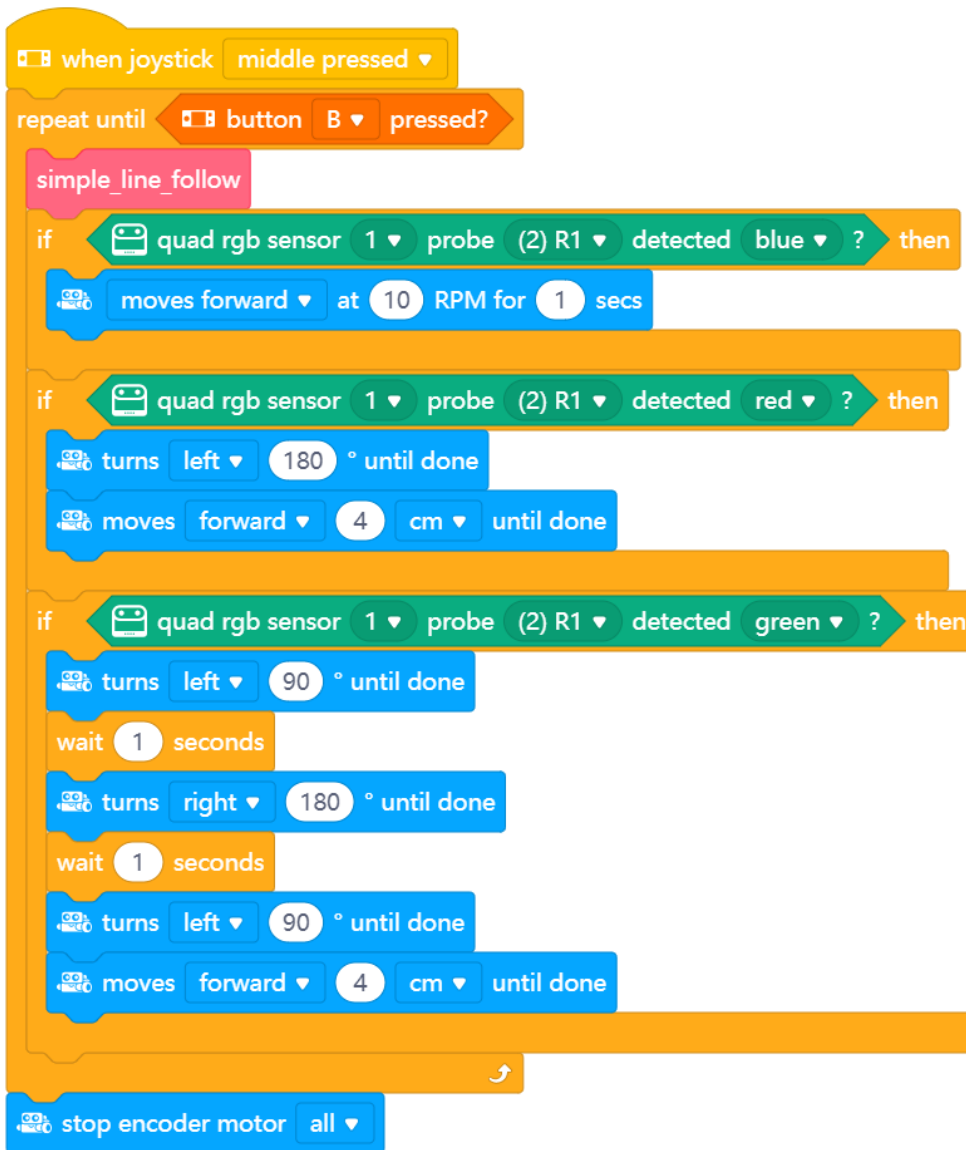 when joystick middle pressed
repeat until button B pressed?
simple_line_follow
if quad rgb sensor 1 probe (2) R1 detected blue ? then
moves forward at 10 RPM for 1 secs
if quad rgb sensor 1 probe (2) R1 detected red ? then
turns left 180 ° until done
moves forward 4 cm until done
if quad rgb sensor 1 probe (2) R1 detected green ? then
turns left 90 ° until done
wait 1 seconds
turns right 180 ° until done
wait 1 seconds
turns left 90 ° until done
moves forward 4 cm until done
stop encoder motor all